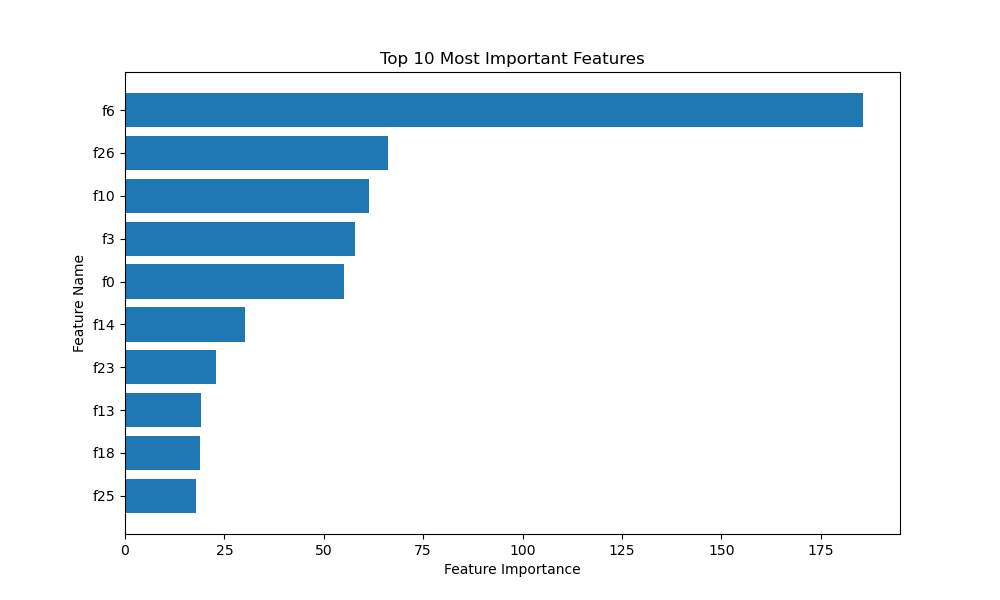 Top 10 Most Important Features
Feature Name
f6
f26
f10
f3
f0
f14
f23
f13
f18
f25
0 25 50 75 100 125 150 175
Feature Importance